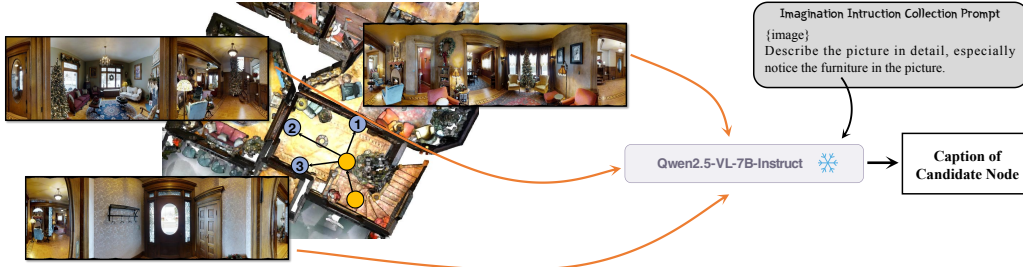 Imagination Intruction Collection Prompt
{image}
Describe the picture in detail, especially
notice the furniture in the picture.
1
2
3
Qwen2.5-VL-7B-Instruct
Caption of
Candidate Node